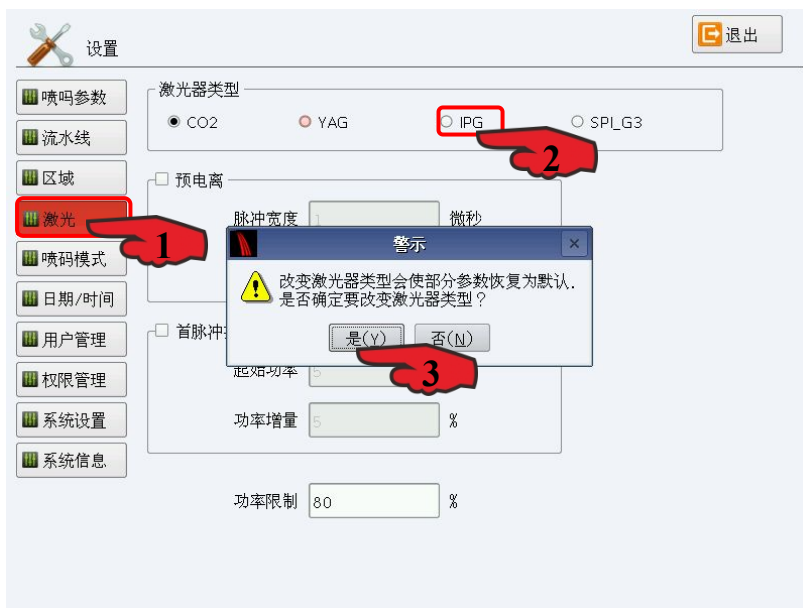 设置
退出
喷吗参数
流水线
区域
激光
喷码模式
日期/时间
用户管理
权限管理
系统设置
系统信息
激光器类型
CO2
YAG
IPG
SPI_G3
2
1
预电离
脉冲宽度 1 微秒
警示
改变激光器类型会使部分参数恢复为默认.
是否确定要改变激光器类型？
是(Y)
否(N)
3
首脉冲
起始功率 5
功率增量 5 %
功率限制 80 %